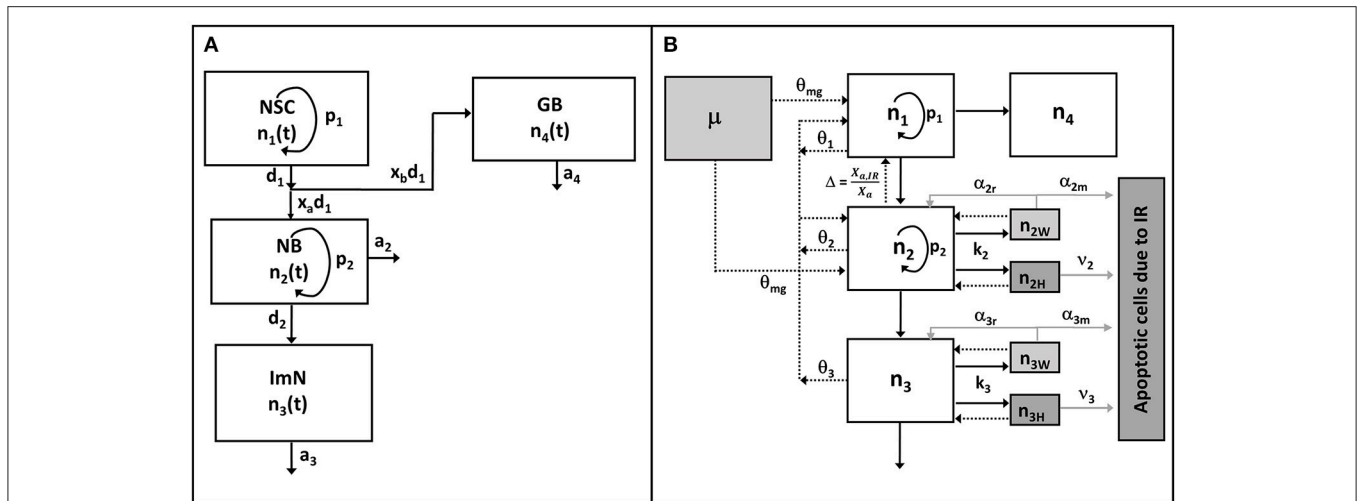 A
NSC
n1(t)
p1
d1
xbd1
GB
n4(t)
a4
xad1
NB
n2(t)
p2
a2
d2
ImN
n3(t)
a3
B
μ
θmg
n1
p1
n4
θ1
Δ = Xa,IR / Xa
α2r
α2m
n2W
θ2
n2
p2
k2
n2H
ν2
θmg
α3r
α3m
n3W
θ3
n3
k3
n3H
ν3
Apoptotic cells due to IR